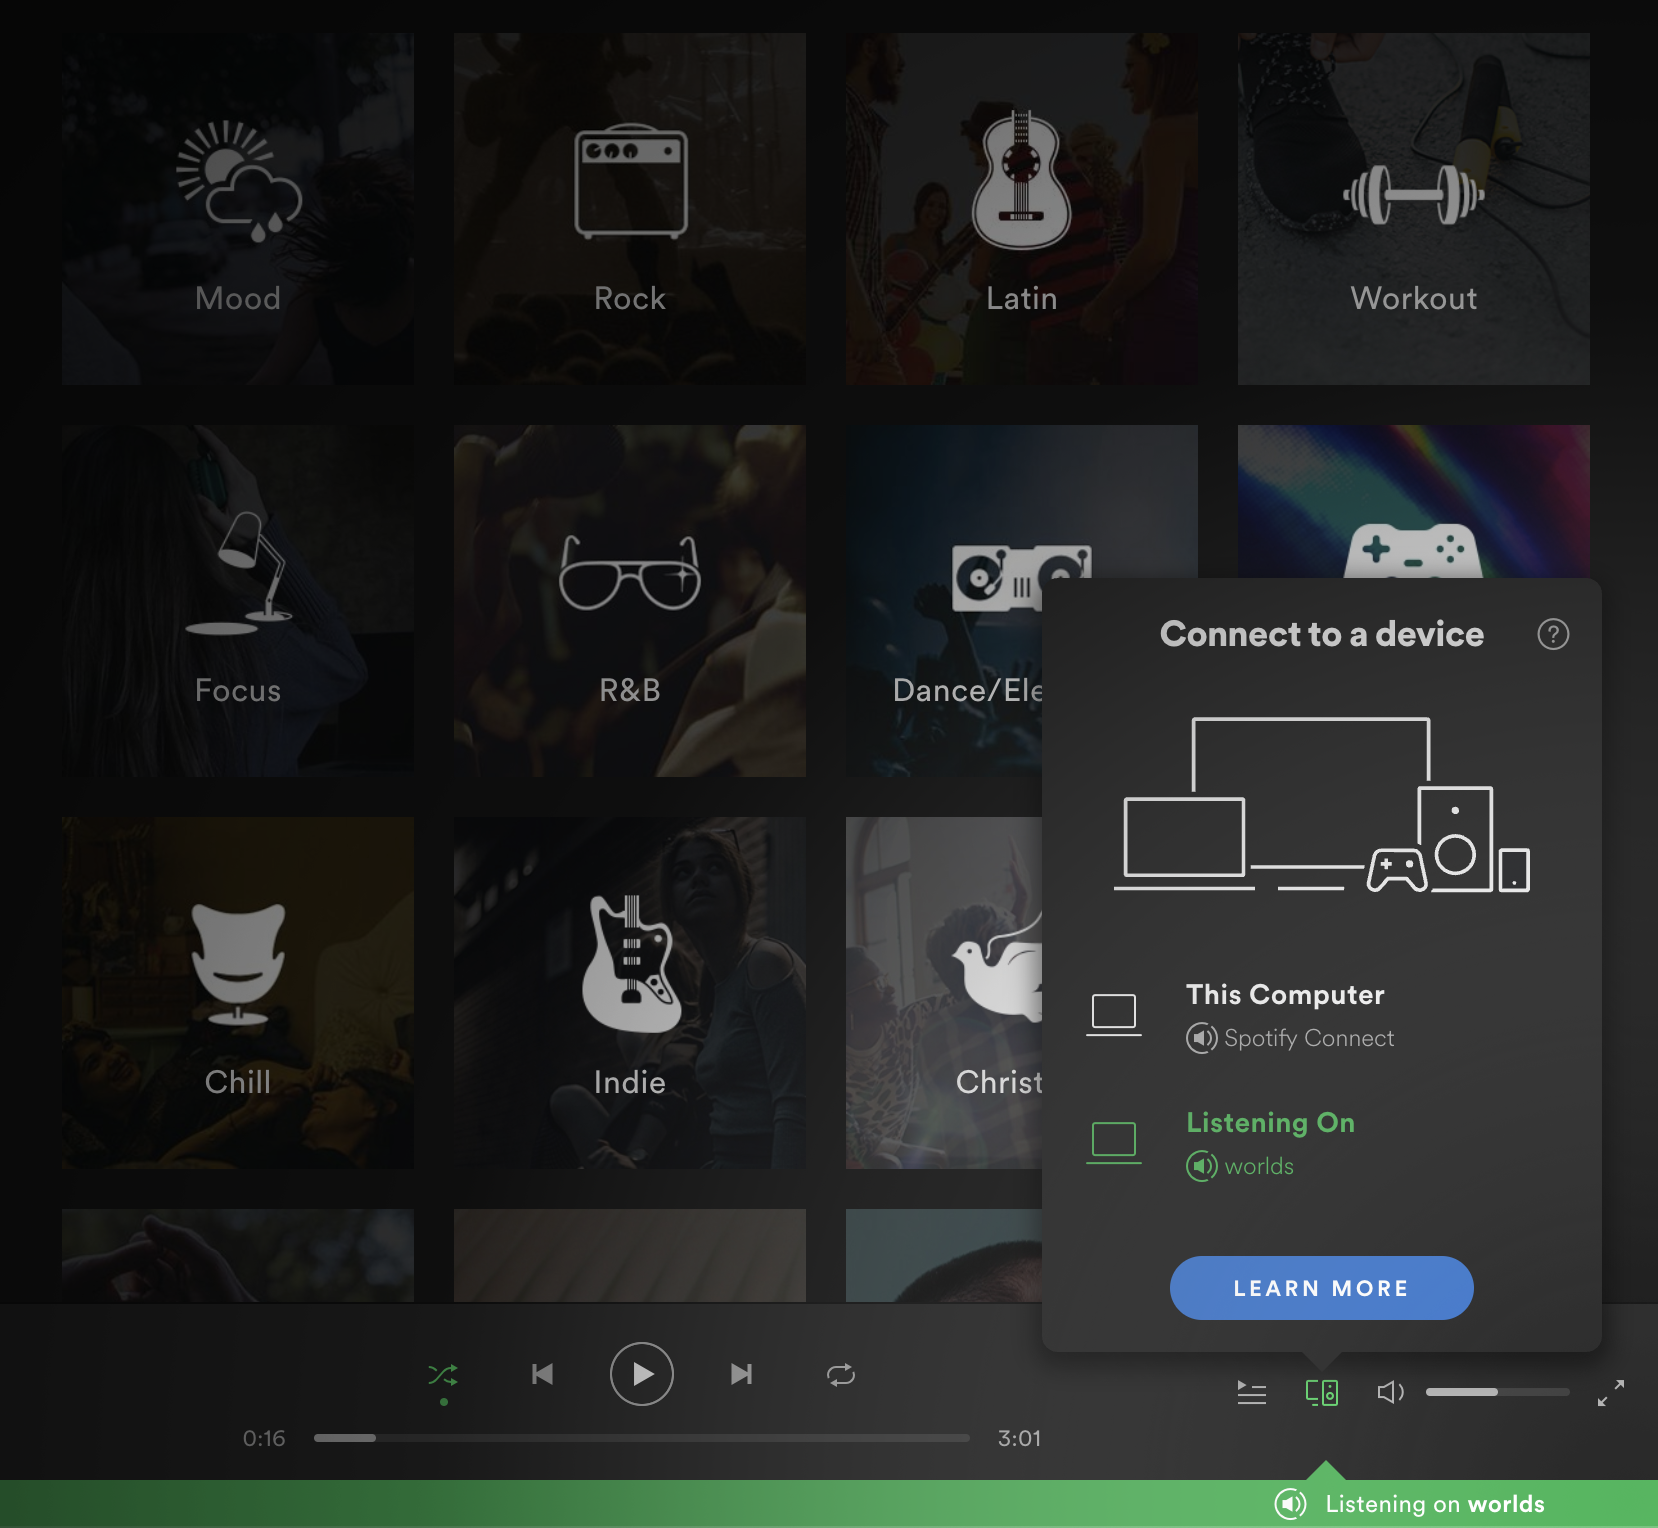 Mood
Rock
Latin
Workout
Focus
R&B
Dance/Ele
Chill
Indie
Christ
Connect to a device
?
This Computer
Spotify Connect
Listening On
worlds
LEARN MORE
0:16
3:01
Listening on worlds